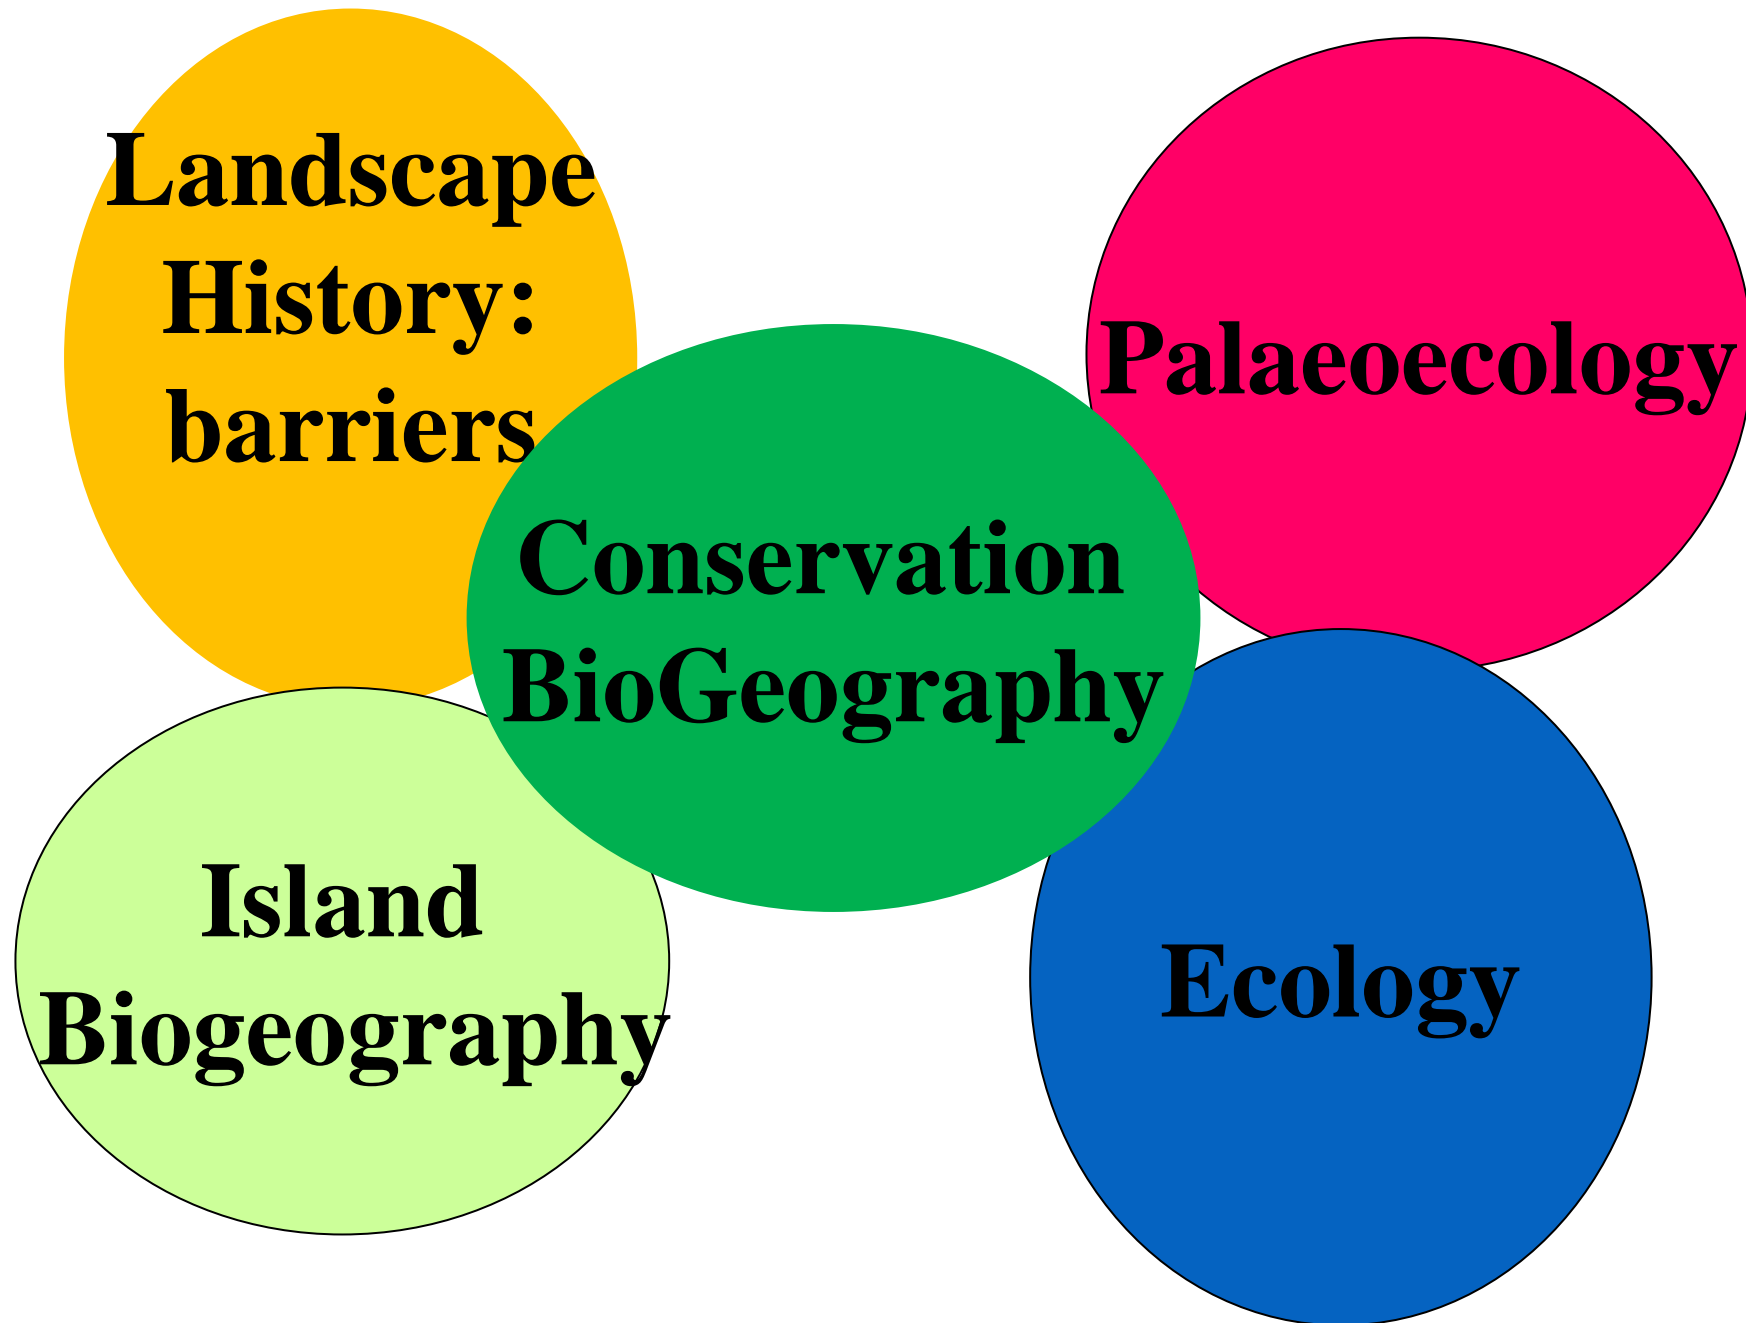 Landscape
History:
barriers
Palaeoecology
Conservation
BioGeography
Island
Biogeography
Ecology